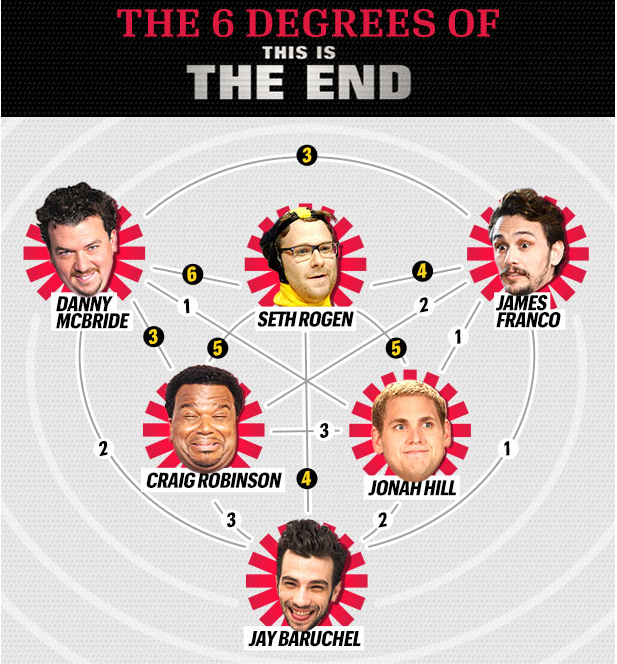 THE 6 DEGREES OF
THIS IS
THE END
3
6
4
1
2
DANNY
MCBRIDE
SETH ROGEN
JAMES
FRANCO
3
5
5
1
2
3
1
CRAIG ROBINSON
4
JONAH HILL
3
2
JAY BARUCHEL